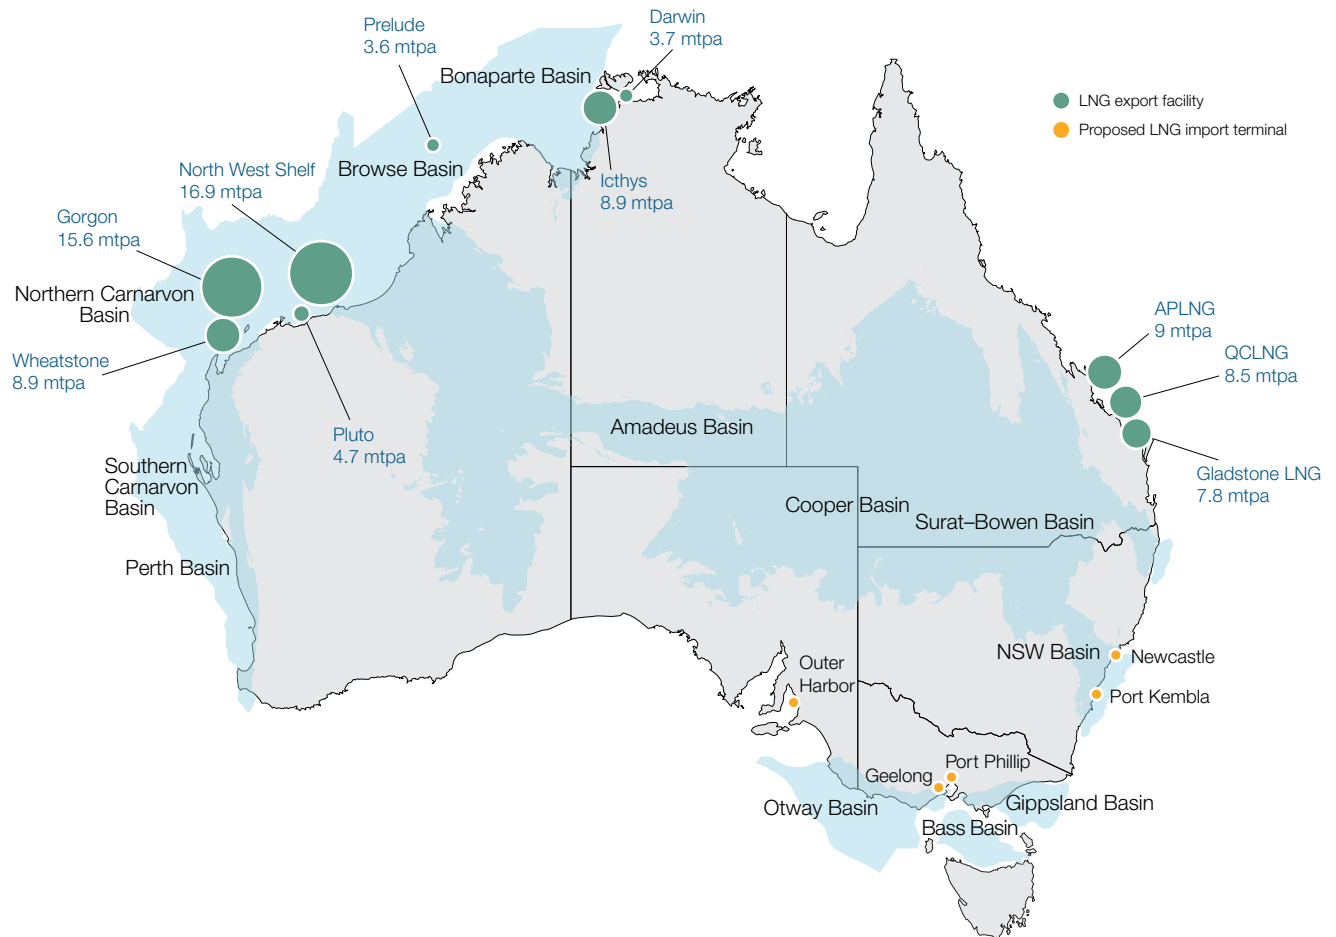 Darwin
3.7 mtpa
Prelude
3.6 mtpa
Bonaparte Basin
LNG export facility
Proposed LNG import terminal
Browse Basin
North West Shelf
16.9 mtpa
Icthys
8.9 mtpa
Gorgon
15.6 mtpa
Northern Carnarvon
Basin
Wheatstone
8.9 mtpa
APLNG
9 mtpa
QCLNG
8.5 mtpa
Pluto
4.7 mtpa
Amadeus Basin
Southern
Carnarvon
Basin
Gladstone LNG
7.8 mtpa
Cooper Basin
Surat–Bowen Basin
Perth Basin
NSW Basin
Newcastle
Outer
Harbor
Port Kembla
Port Phillip
Geelong
Otway Basin
Gippsland Basin
Bass Basin